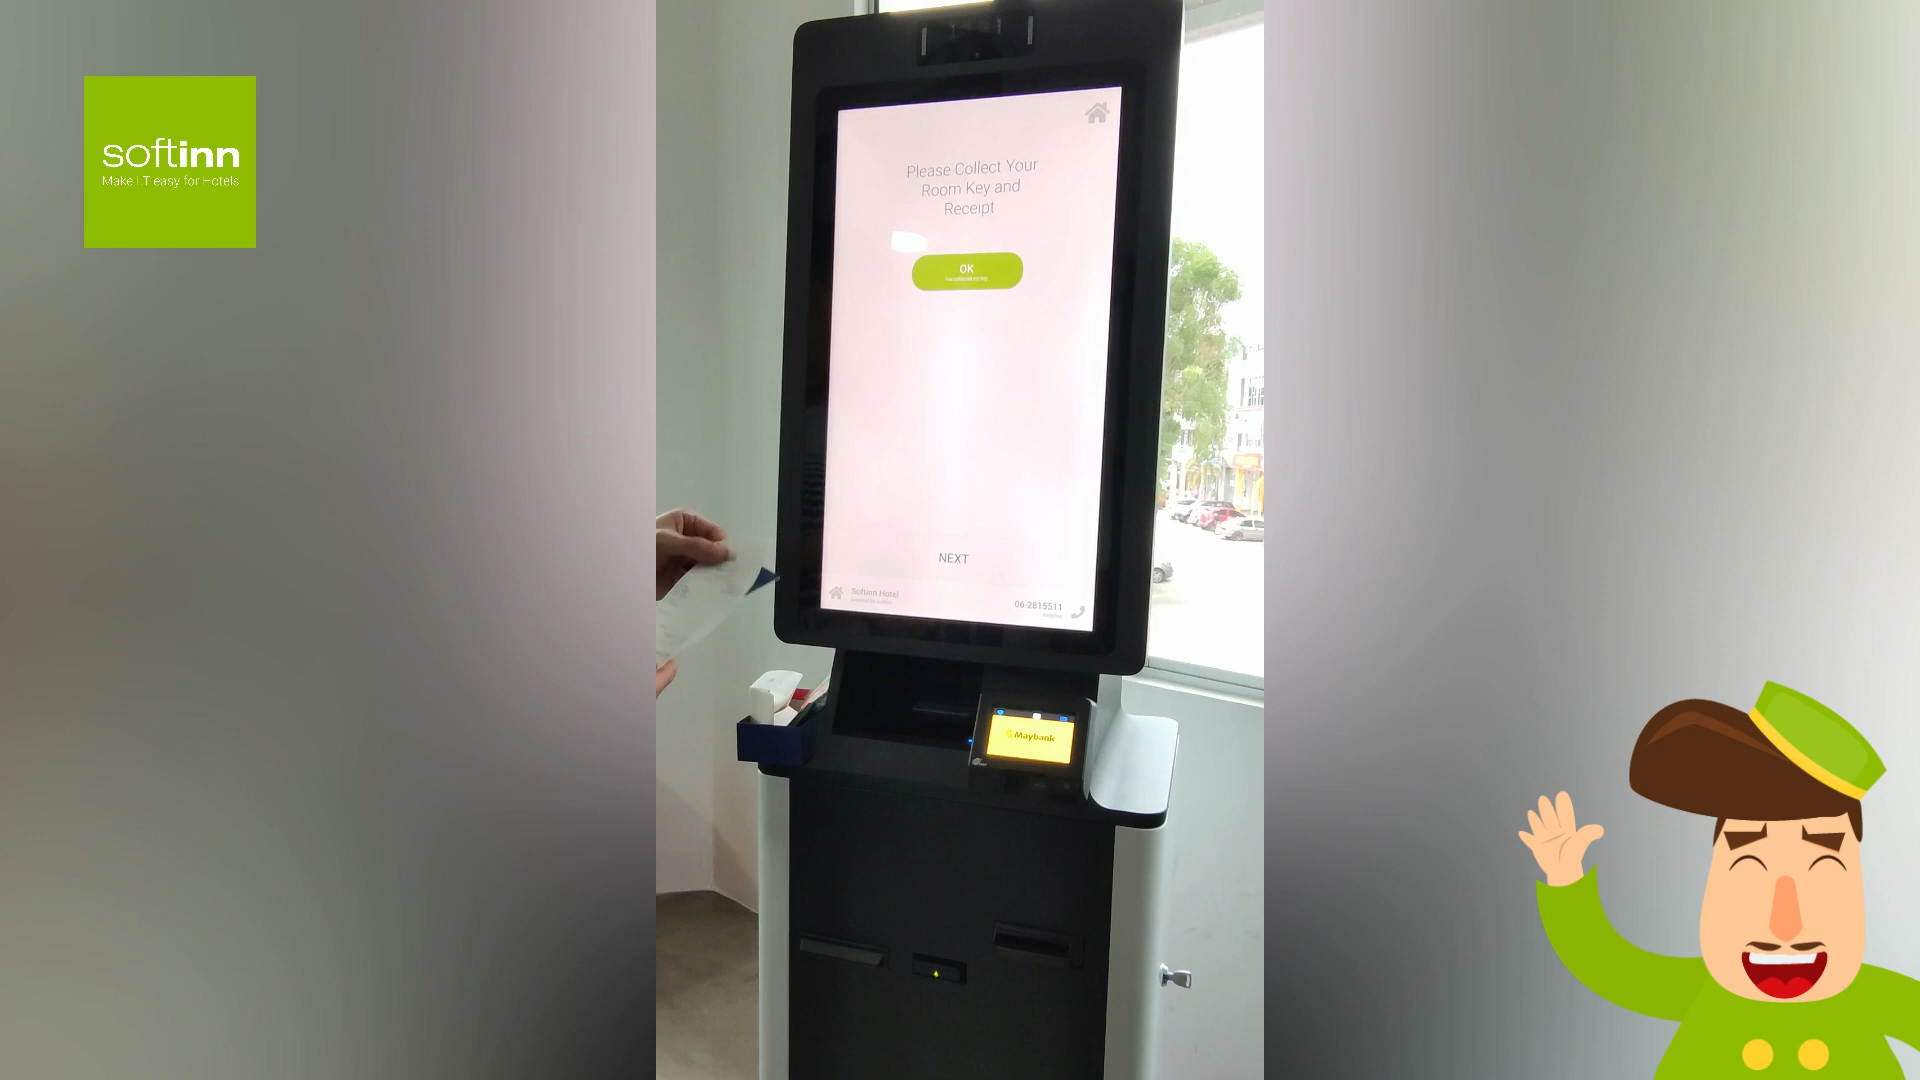 softinn
Make I.T easy for Hotels
Please Collect Your
Room Key and
Receipt
OK
NEXT
Softinn Hotel
06-2815511
Maybank